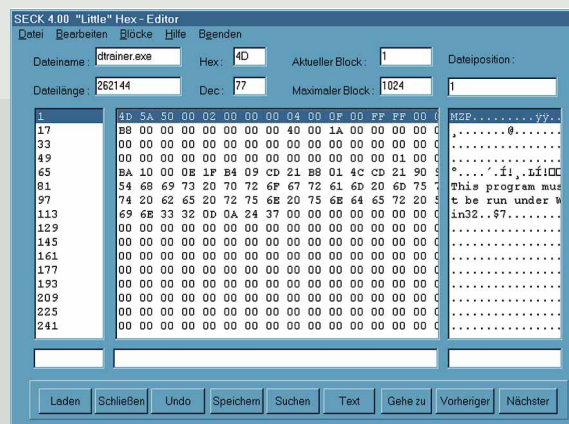 SECK 4.00 "Little" Hex - Editor
Datei Bearbeiten Blöcke Hilfe Beenden
Dateiname : dtrainer.exe Hex : 4D Aktueller Block : 1 Dateiposition :
Dateilänge : 262144 Dec : 77 Maximaler Block : 1024 1
1 4D 5A 50 00 02 00 00 00 04 00 0F 00 FF FF 00 MZP.........ÿÿ..
17 B8 00 00 00 00 00 00 00 40 00 1A 00 00 00 00 ¸.......@.......
33 00 00 00 00 00 00 00 00 00 00 00 00 00 00 00 ................
49 00 00 00 00 00 00 00 00 00 00 00 00 00 01 00 ................
65 BA 10 00 0E 1F B4 09 CD 21 B8 01 4C CD 21 90 °....´.Í!¸.LÍ!□□
81 54 68 69 73 20 70 72 6F 67 72 61 6D 20 6D 75 This program mus
97 74 20 62 65 20 72 75 6E 20 75 6E 64 65 72 20 t be run under W
113 69 6E 33 32 0D 0A 24 37 00 00 00 00 00 00 00 in32..$7........
129 00 00 00 00 00 00 00 00 00 00 00 00 00 00 00 ................
145 00 00 00 00 00 00 00 00 00 00 00 00 00 00 00 ................
161 00 00 00 00 00 00 00 00 00 00 00 00 00 00 00 ................
177 00 00 00 00 00 00 00 00 00 00 00 00 00 00 00 ................
193 00 00 00 00 00 00 00 00 00 00 00 00 00 00 00 ................
209 00 00 00 00 00 00 00 00 00 00 00 00 00 00 00 ................
225 00 00 00 00 00 00 00 00 00 00 00 00 00 00 00 ................
241 00 00 00 00 00 00 00 00 00 00 00 00 00 00 00 ................
Laden Schließen Undo Speichern Suchen Text Gehe zu Vorheriger Nächster